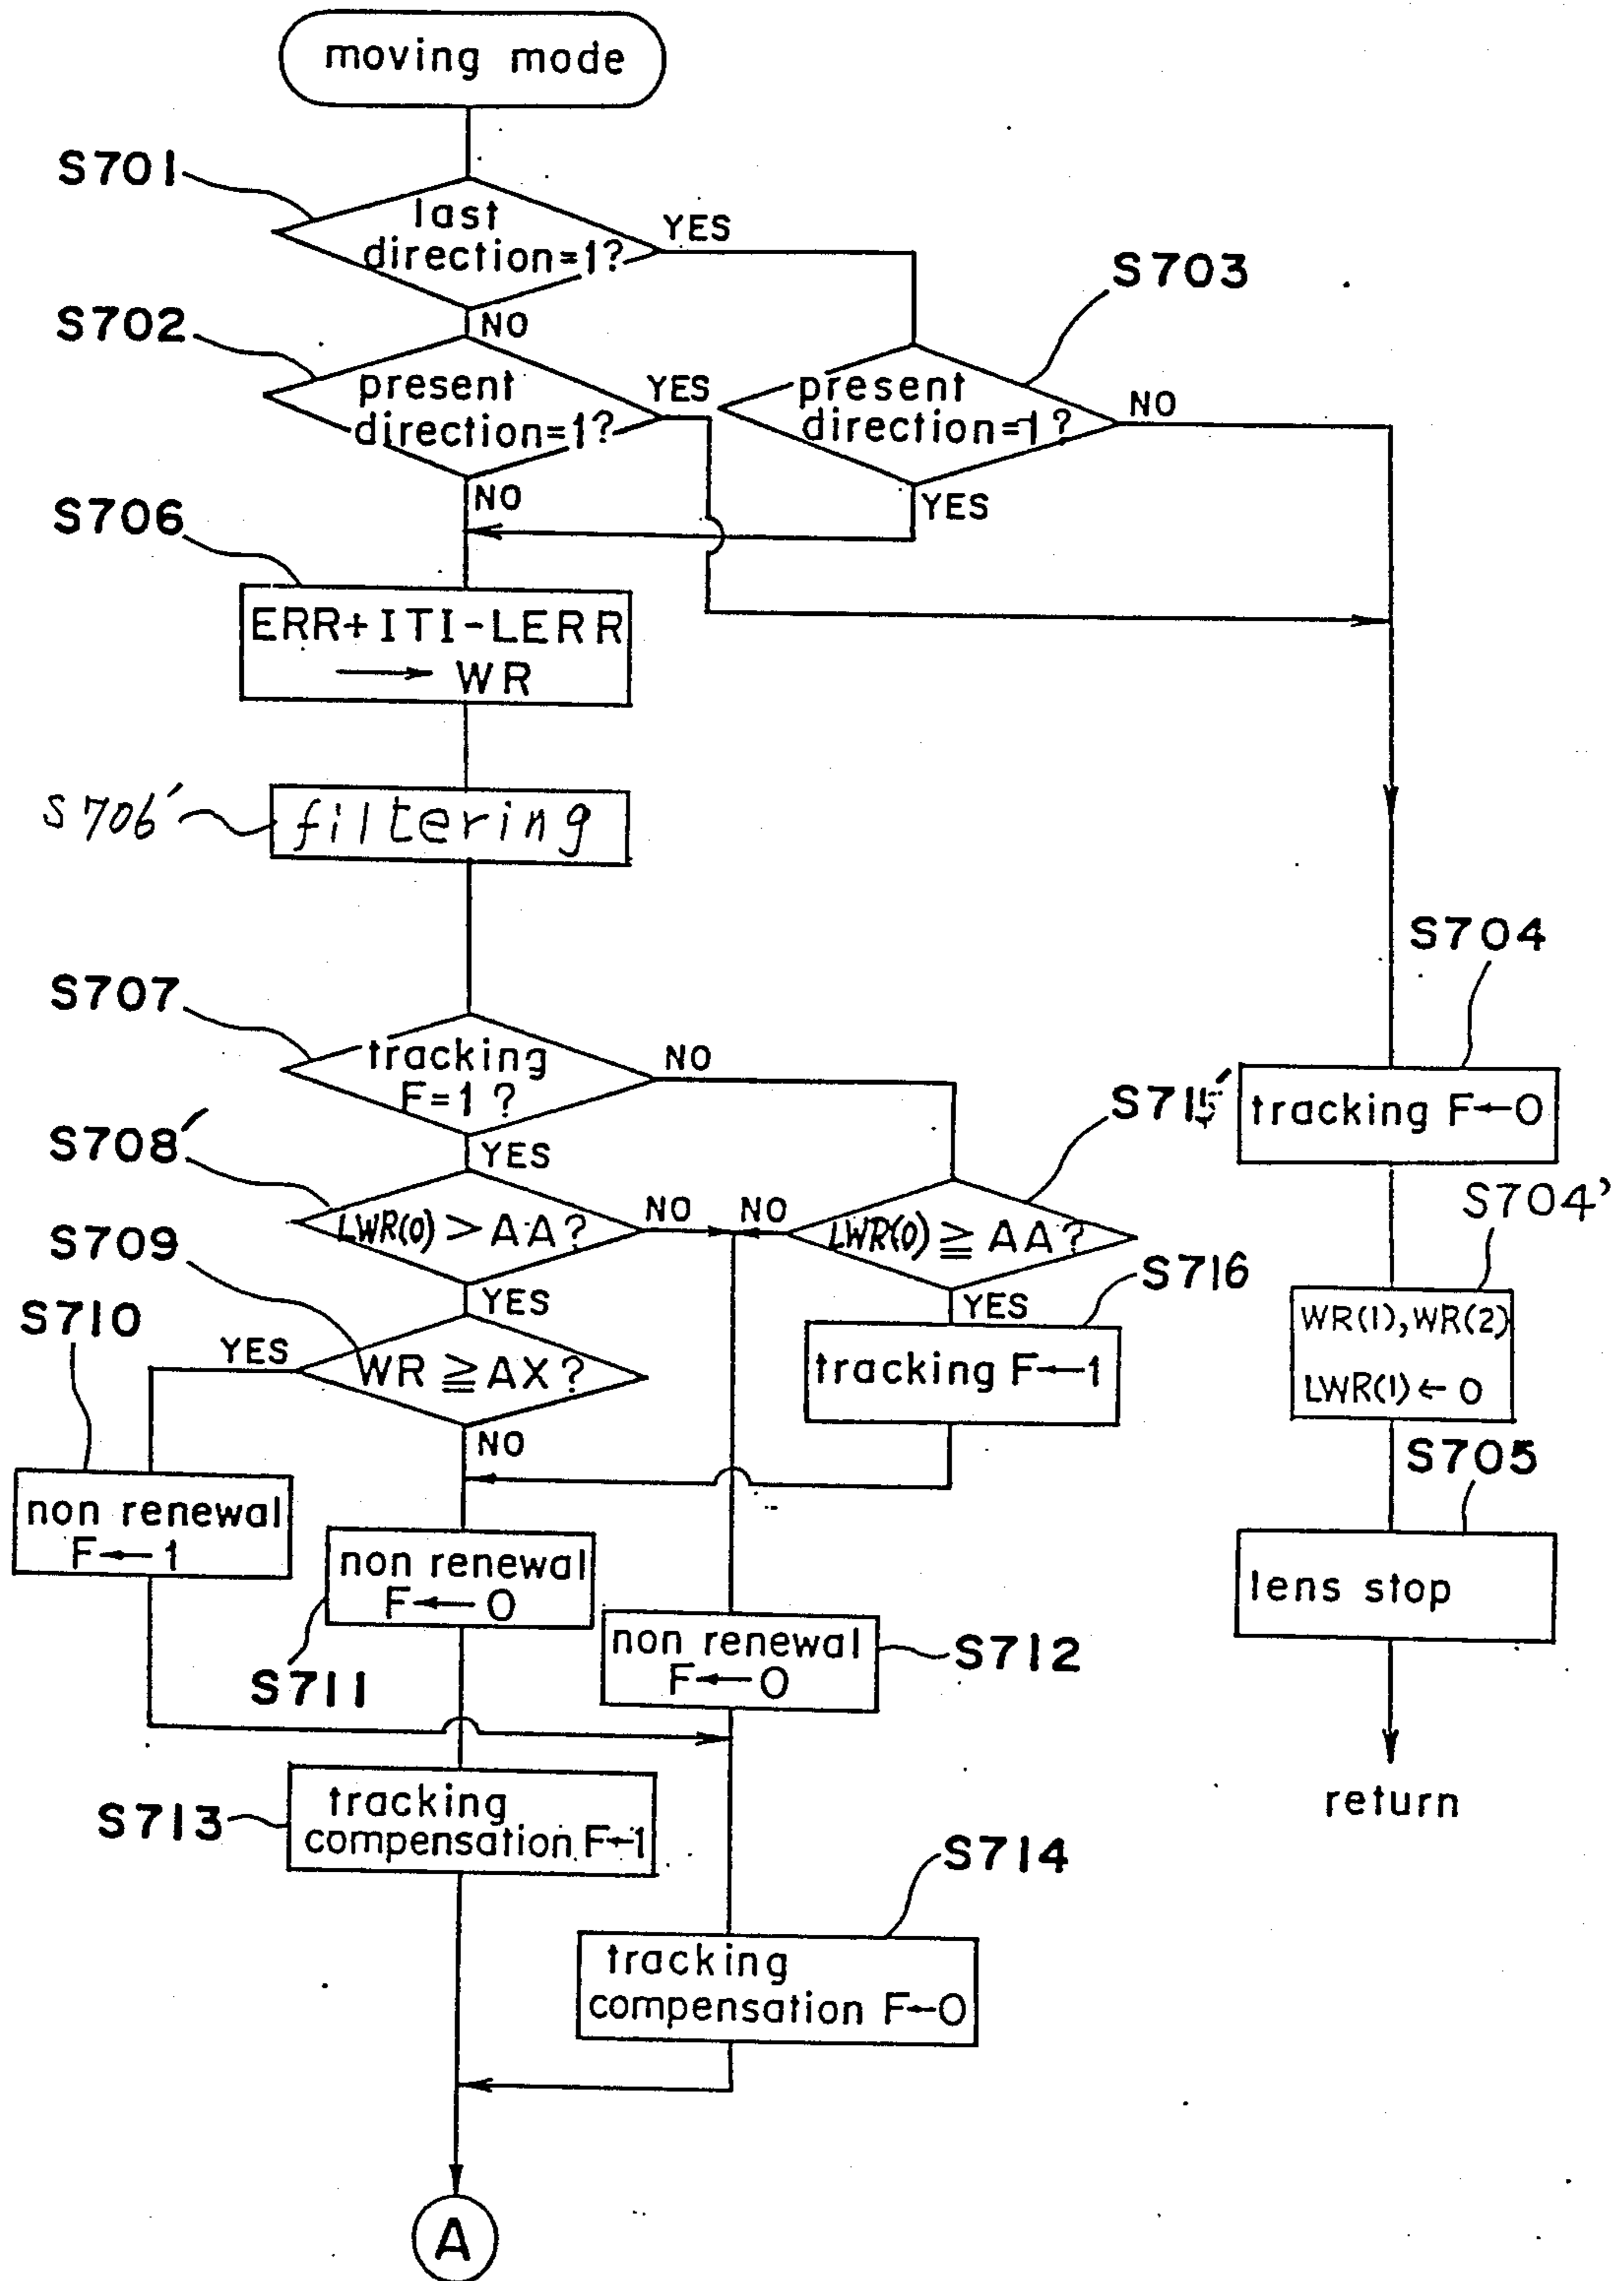 moving mode
S701
last
direction=1?
YES
S703
NO
S702
present
direction=1?
YES
present
direction=1?
NO
NO
YES
S706
ERR+ITI-LERR
→ WR
S706′
filtering
S704
S707
tracking
F=1?
NO
S715′
tracking F←0
S708′
YES
S704'
LWR(0) > AA?
NO
NO
LWR(0) ≧ AA?
S709
S716
YES
YES
WR(1), WR(2)
LWR(1) ← 0
S710
YES
WR ≧ AX?
tracking F←1
NO
S705
non renewal
F←1
non renewal
F←0
lens stop
S711
non renewal
F←0
S712
return
S713
tracking
compensation F←1
S714
tracking
compensation F←0
A